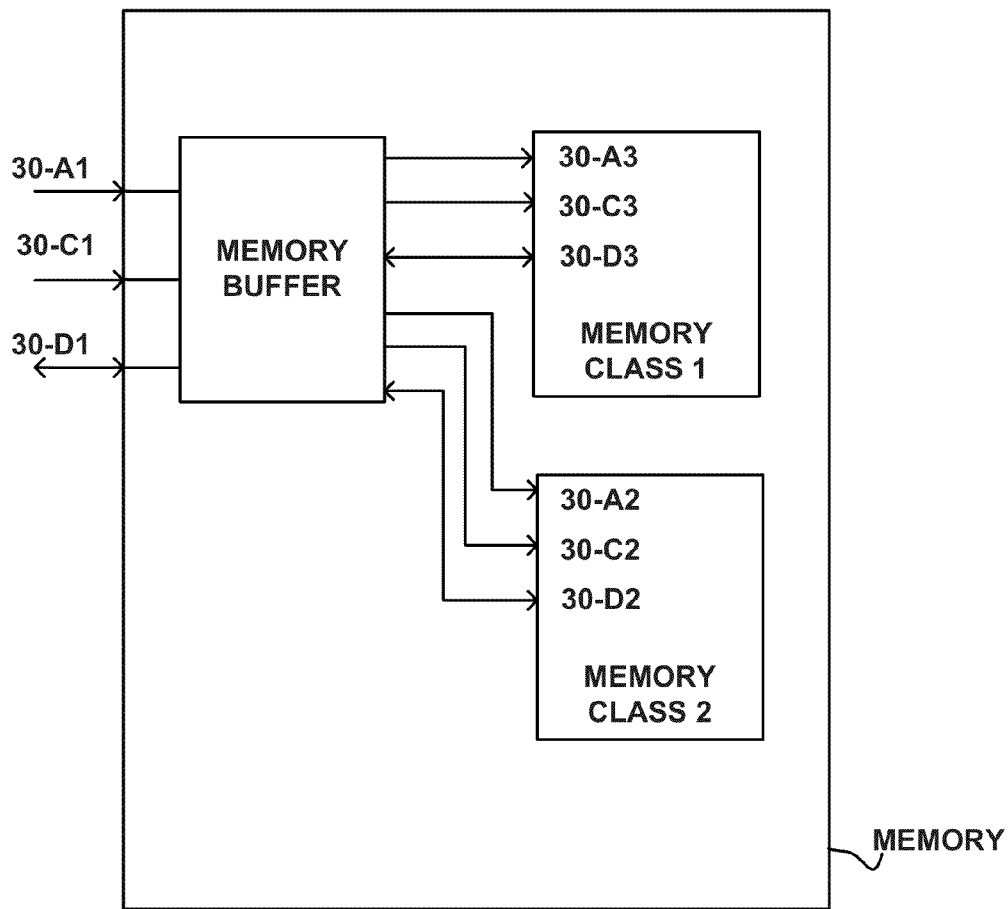 30-A1
30-C1
30-D1
MEMORY
BUFFER
30-A3
30-C3
30-D3
MEMORY
CLASS 1
30-A2
30-C2
30-D2
MEMORY
CLASS 2
MEMORY